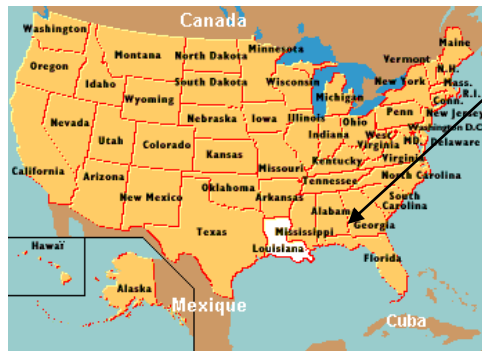 Canada
Washington
Maine
Montana
North Dakota
Minnesota
Vermont
Oregon
N.H.
Idaho
South Dakota
Wisconsin
New York
Mass.
R.I.
Wyoming
Michigan
Conn.
Nebraska
Iowa
Illinois
Ohio
Penn
New Jersey
Nevada
Indiana
Washington D.C
Utah
Colorado
West
Virginia
MD
Delaware
Kansas
Missouri
Kentucky
Virginia
California
Arizona
Oklahoma
Tennessee
North Carolina
New Mexico
Arkansas
South
Carolina
Alabam
Texas
Mississippi
Georgia
Hawaï
Louisiana
Florida
Alaska
Mexique
Cuba